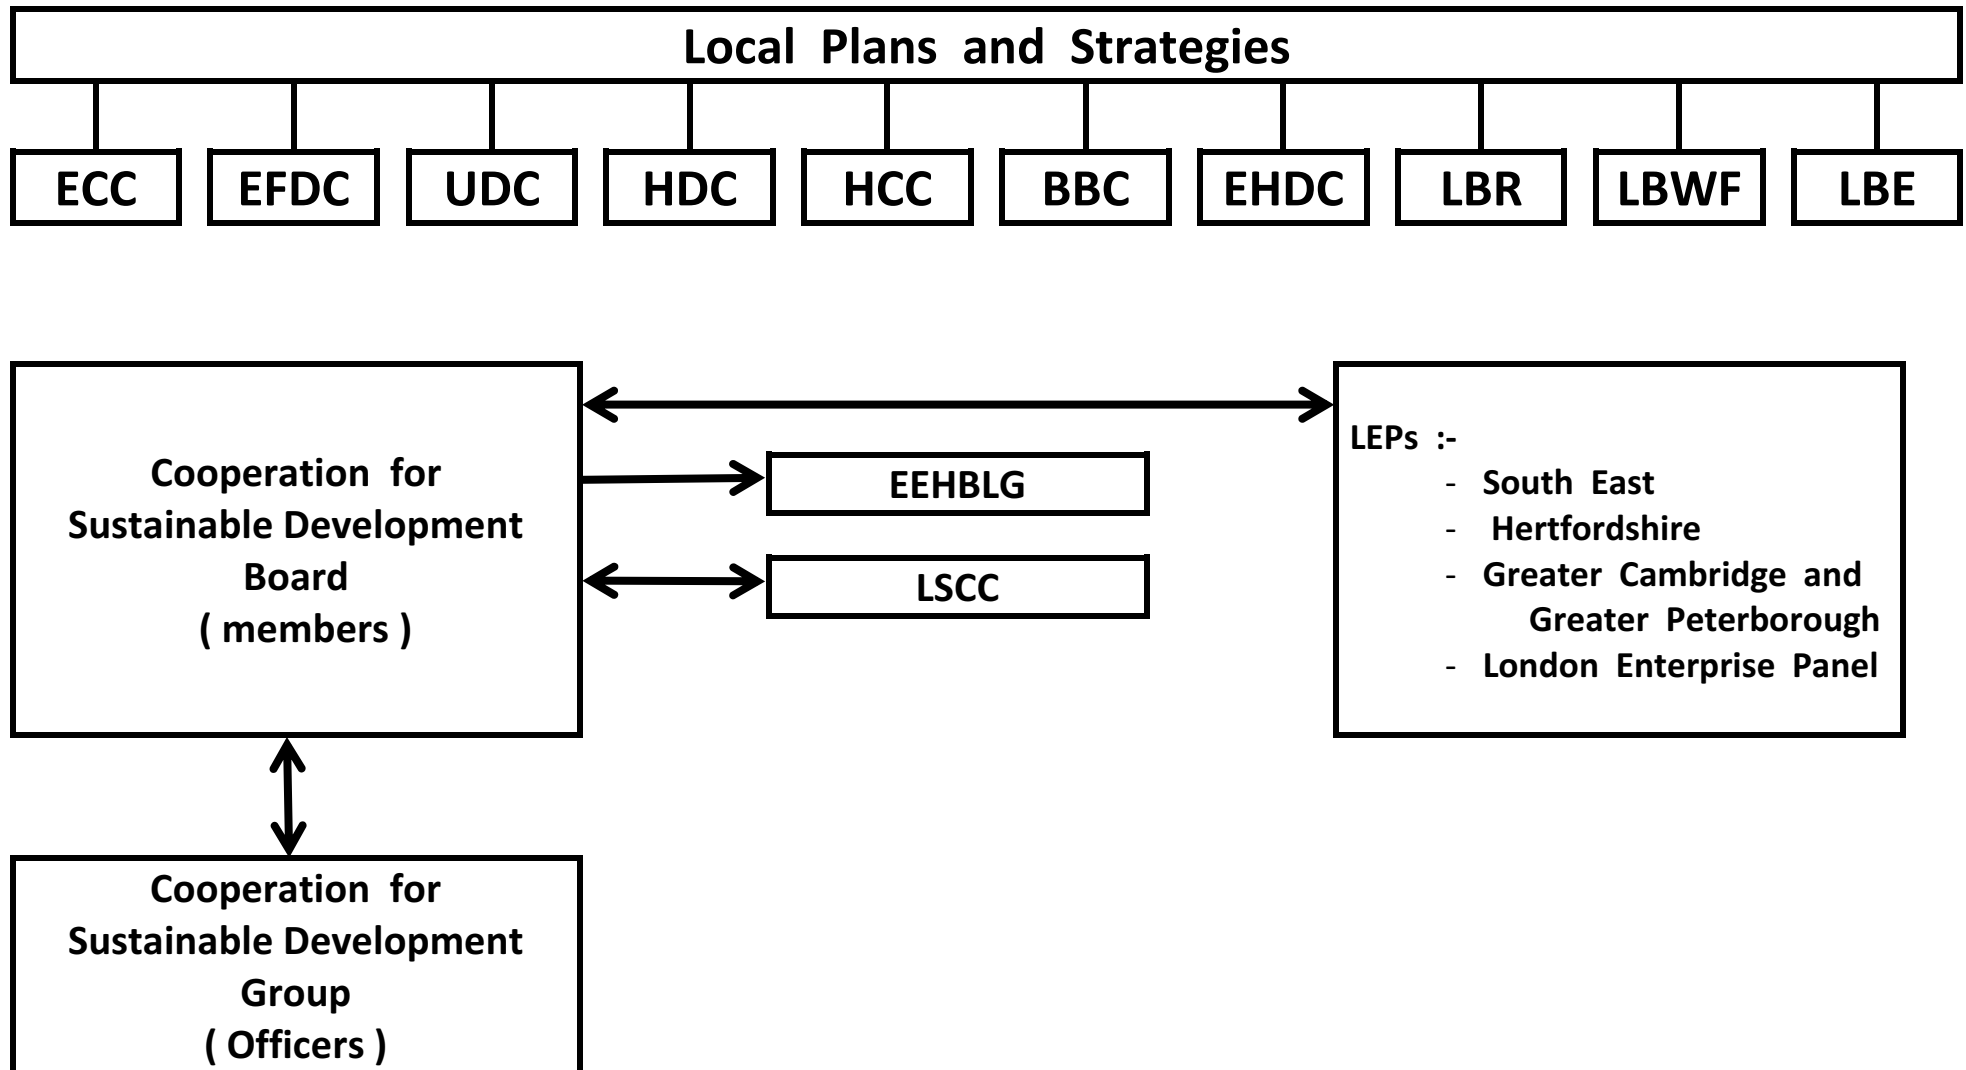 Local Plans and Strategies
ECC EFDC UDC HDC HCC BBC EHDC LBR LBWF LBE
Cooperation for
Sustainable Development
Board
( members )
EEHBLG
LSCC
LEPs :-
- South East
- Hertfordshire
- Greater Cambridge and
Greater Peterborough
- London Enterprise Panel
Cooperation for
Sustainable Development
Group
( Officers )